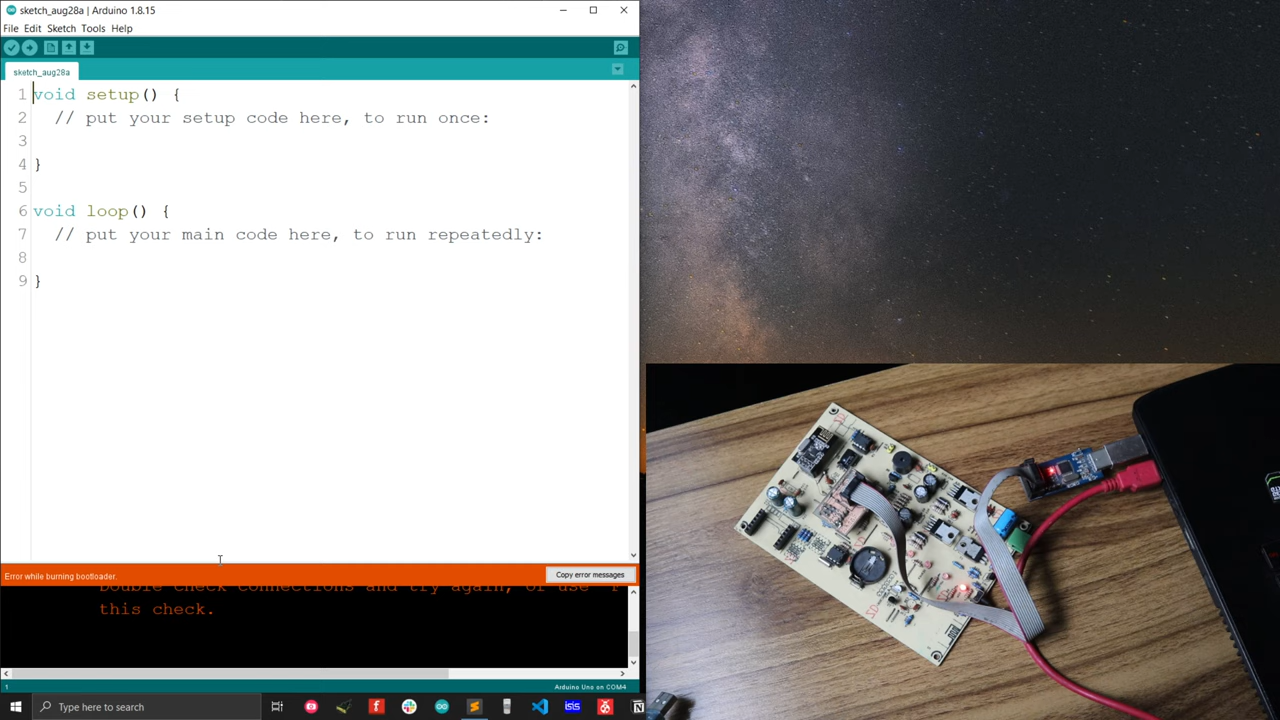 sketch_aug28a | Arduino 1.8.15
File Edit Sketch Tools Help
sketch_aug28a
1 void setup() {
2 // put your setup code here, to run once:
3
4 }
5
6 void loop() {
7 // put your main code here, to run repeatedly:
8
9 }
Error while burning bootloader.
Copy error messages
Double check connections and try again, or use -F
this check.
1
Arduino Uno on COM4
Type here to search